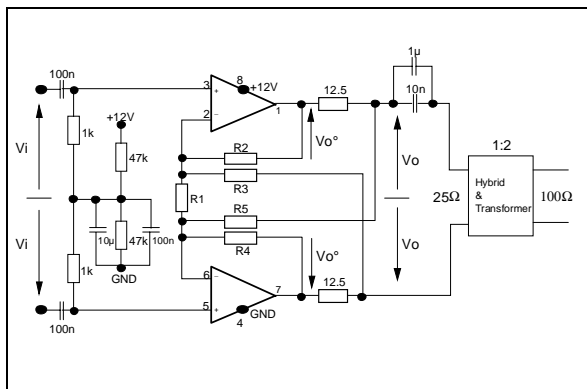 1µ
100n
8
+12V
3
+
12.5
10n
2
_
1
+12V
Vi
1k
R2
Vo°
Vo
1:2
47k
R3
R1
25Ω
Hybrid
&
Transformer
100Ω
R5
Vi
10µ
47k
100n
R4
Vo
1k
GND
Vo°
6
_
7
12.5
5
+
GND
100n
4